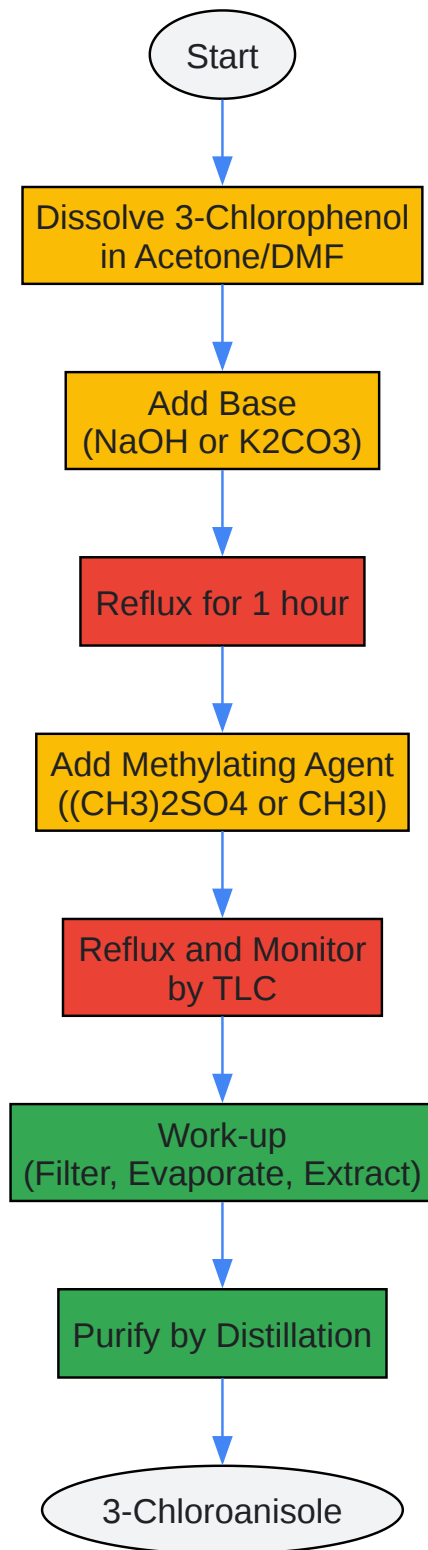 Start
Dissolve 3-Chlorophenol
in Acetone/DMF
Add Base
(NaOH or K2CO3)
Reflux for 1 hour
Add Methylating Agent
((CH3)2SO4 or CH3I)
Reflux and Monitor
by TLC
Work-up
(Filter, Evaporate, Extract)
Purify by Distillation
3-Chloroanisole